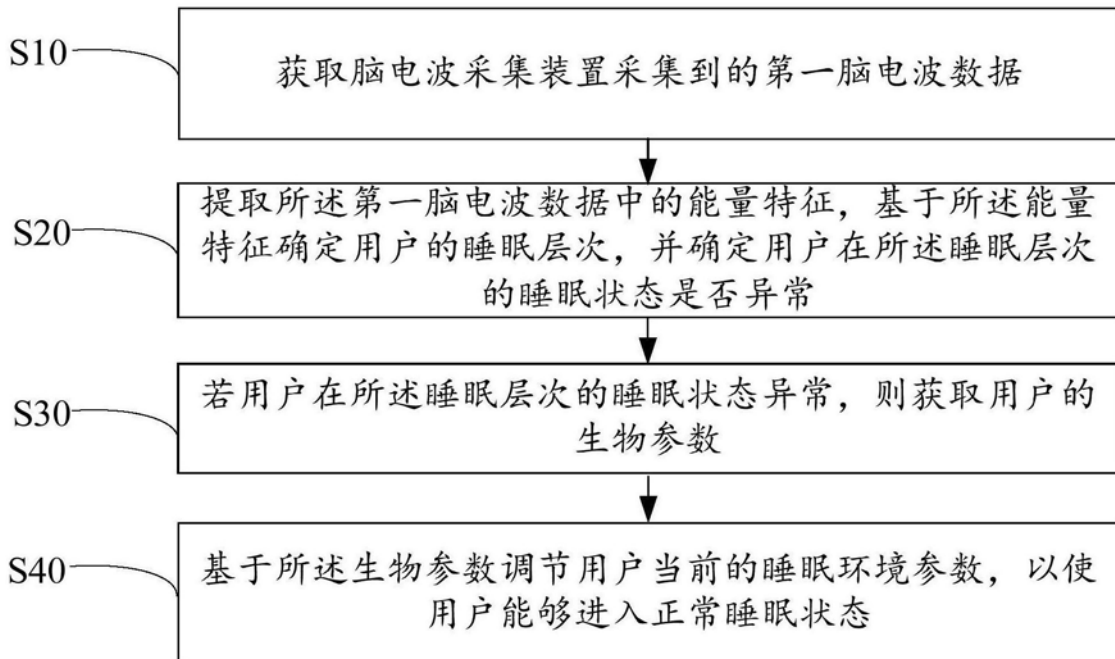 S10
获取脑电波采集装置采集到的第一脑电波数据
S20
提取所述第一脑电波数据中的能量特征，基于所述能量
特征确定用户的睡眠层次，并确定用户在所述睡眠层次
的睡眠状态是否异常
S30
若用户在所述睡眠层次的睡眠状态异常，则获取用户的
生物参数
S40
基于所述生物参数调节用户当前的睡眠环境参数，以使
用户能够进入正常睡眠状态